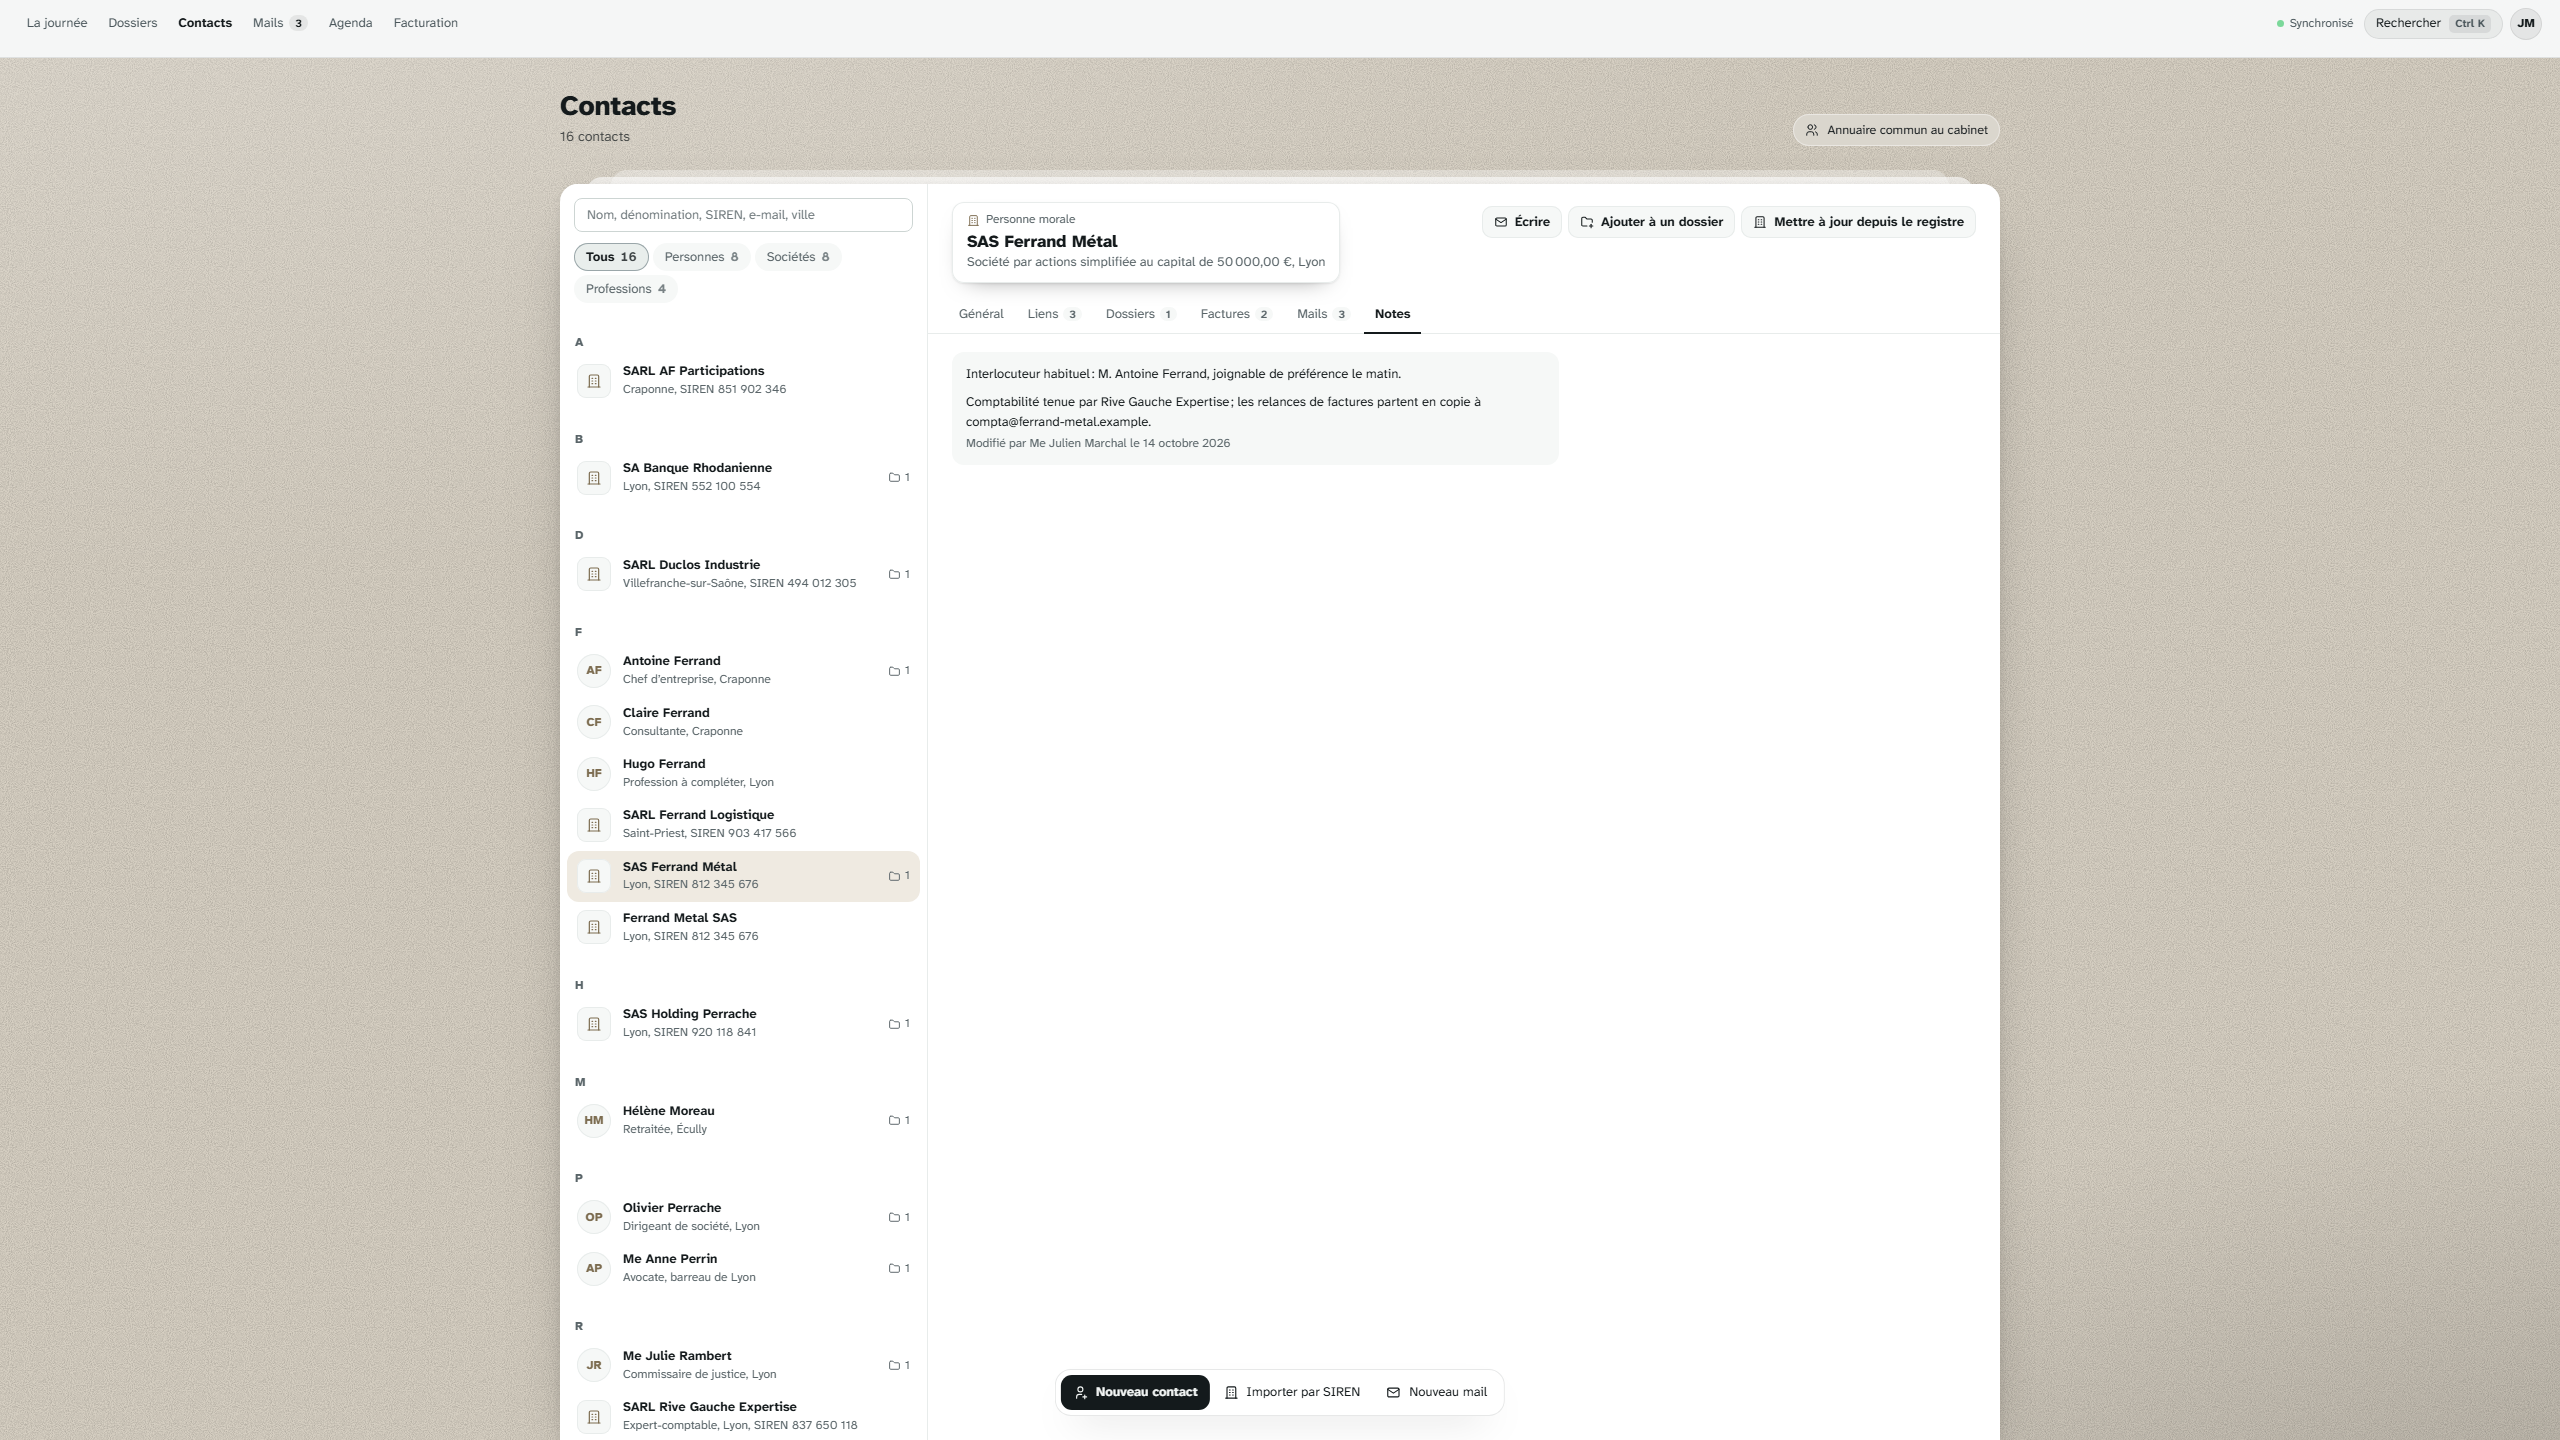 La journée
Dossiers
Contacts
Mails 3
Agenda
Facturation
Synchronisé
Rechercher Ctrl K
JM
Contacts
16 contacts
Annuaire commun au cabinet
Nom, dénomination, SIREN, e-mail, ville
Tous 16
Personnes 8
Sociétés 8
Professions 4
A
SARL AF Participations
Craponne, SIREN 851 902 346
B
SA Banque Rhodanienne
Lyon, SIREN 552 100 554
1
D
SARL Duclos Industrie
Villefranche-sur-Saône, SIREN 494 012 305
1
F
AF
Antoine Ferrand
Chef d'entreprise, Craponne
1
CF
Claire Ferrand
Consultante, Craponne
HF
Hugo Ferrand
Profession à compléter, Lyon
SARL Ferrand Logistique
Saint-Priest, SIREN 903 417 566
SAS Ferrand Métal
Lyon, SIREN 812 345 676
1
Ferrand Metal SAS
Lyon, SIREN 812 345 676
H
SAS Holding Perrache
Lyon, SIREN 920 118 841
1
M
HM
Hélène Moreau
Retraitée, Écully
1
P
OP
Olivier Perrache
Dirigeant de société, Lyon
1
AP
Me Anne Perrin
Avocate, barreau de Lyon
1
R
JR
Me Julie Rambert
Commissaire de justice, Lyon
1
SARL Rive Gauche Expertise
Expert-comptable, Lyon, SIREN 837 650 118
Personne morale
SAS Ferrand Métal
Société par actions simplifiée au capital de 50 000,00 €, Lyon
Écrire
Ajouter à un dossier
Mettre à jour depuis le registre
Général
Liens 3
Dossiers 1
Factures 2
Mails 3
Notes
Interlocuteur habituel : M. Antoine Ferrand, joignable de préférence le matin.
Comptabilité tenue par Rive Gauche Expertise ; les relances de factures partent en copie à
compta@ferrand-metal.example.
Modifié par Me Julien Marchal le 14 octobre 2026
Nouveau contact
Importer par SIREN
Nouveau mail